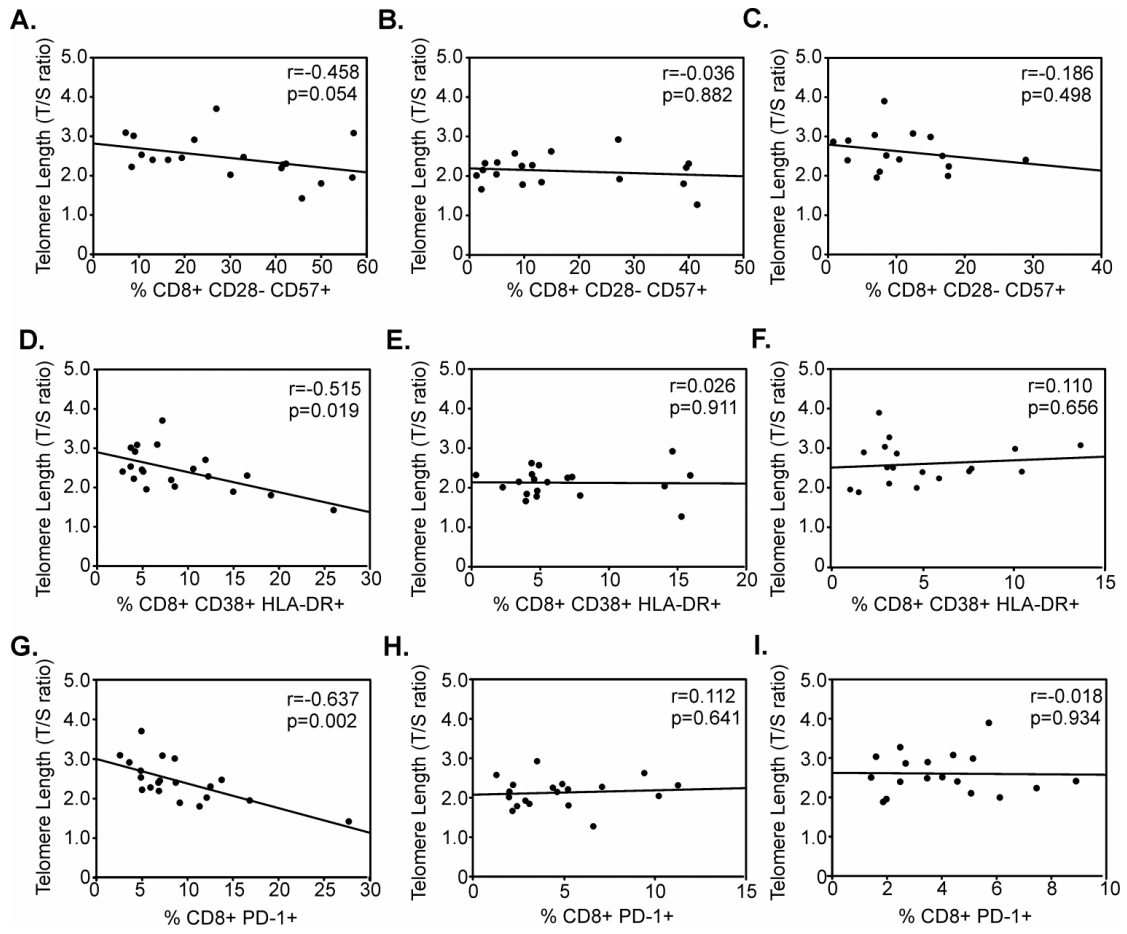 A.
Telomere Length (T/S ratio)
5.0
4.0
3.0
2.0
1.0
0
r=-0.458
p=0.054
0 10 20 30 40 50 60
% CD8+ CD28- CD57+
B.
Telomere Length (T/S ratio)
5.0
4.0
3.0
2.0
1.0
0
r=-0.036
p=0.882
0 10 20 30 40 50
% CD8+ CD28- CD57+
C.
Telomere Length (T/S ratio)
5.0
4.0
3.0
2.0
1.0
0
r=-0.186
p=0.498
0 10 20 30 40
% CD8+ CD28- CD57+
D.
Telomere Length (T/S ratio)
5.0
4.0
3.0
2.0
1.0
0
r=-0.515
p=0.019
0 5 10 15 20 25 30
% CD8+ CD38+ HLA-DR+
E.
Telomere Length (T/S ratio)
5.0
4.0
3.0
2.0
1.0
0
r=0.026
p=0.911
0 5 10 15 20
% CD8+ CD38+ HLA-DR+
F.
Telomere Length (T/S ratio)
5.0
4.0
3.0
2.0
1.0
0
r=0.110
p=0.656
0 5 10 15
% CD8+ CD38+ HLA-DR+
G.
Telomere Length (T/S ratio)
5.0
4.0
3.0
2.0
1.0
0
r=-0.637
p=0.002
0 5 10 15 20 25 30
% CD8+ PD-1+
H.
Telomere Length (T/S ratio)
5.0
4.0
3.0
2.0
1.0
0
r=0.112
p=0.641
0 5 10 15
% CD8+ PD-1+
I.
Telomere Length (T/S ratio)
5.0
4.0
3.0
2.0
1.0
0
r=-0.018
p=0.934
0 2 4 6 8 10
% CD8+ PD-1+